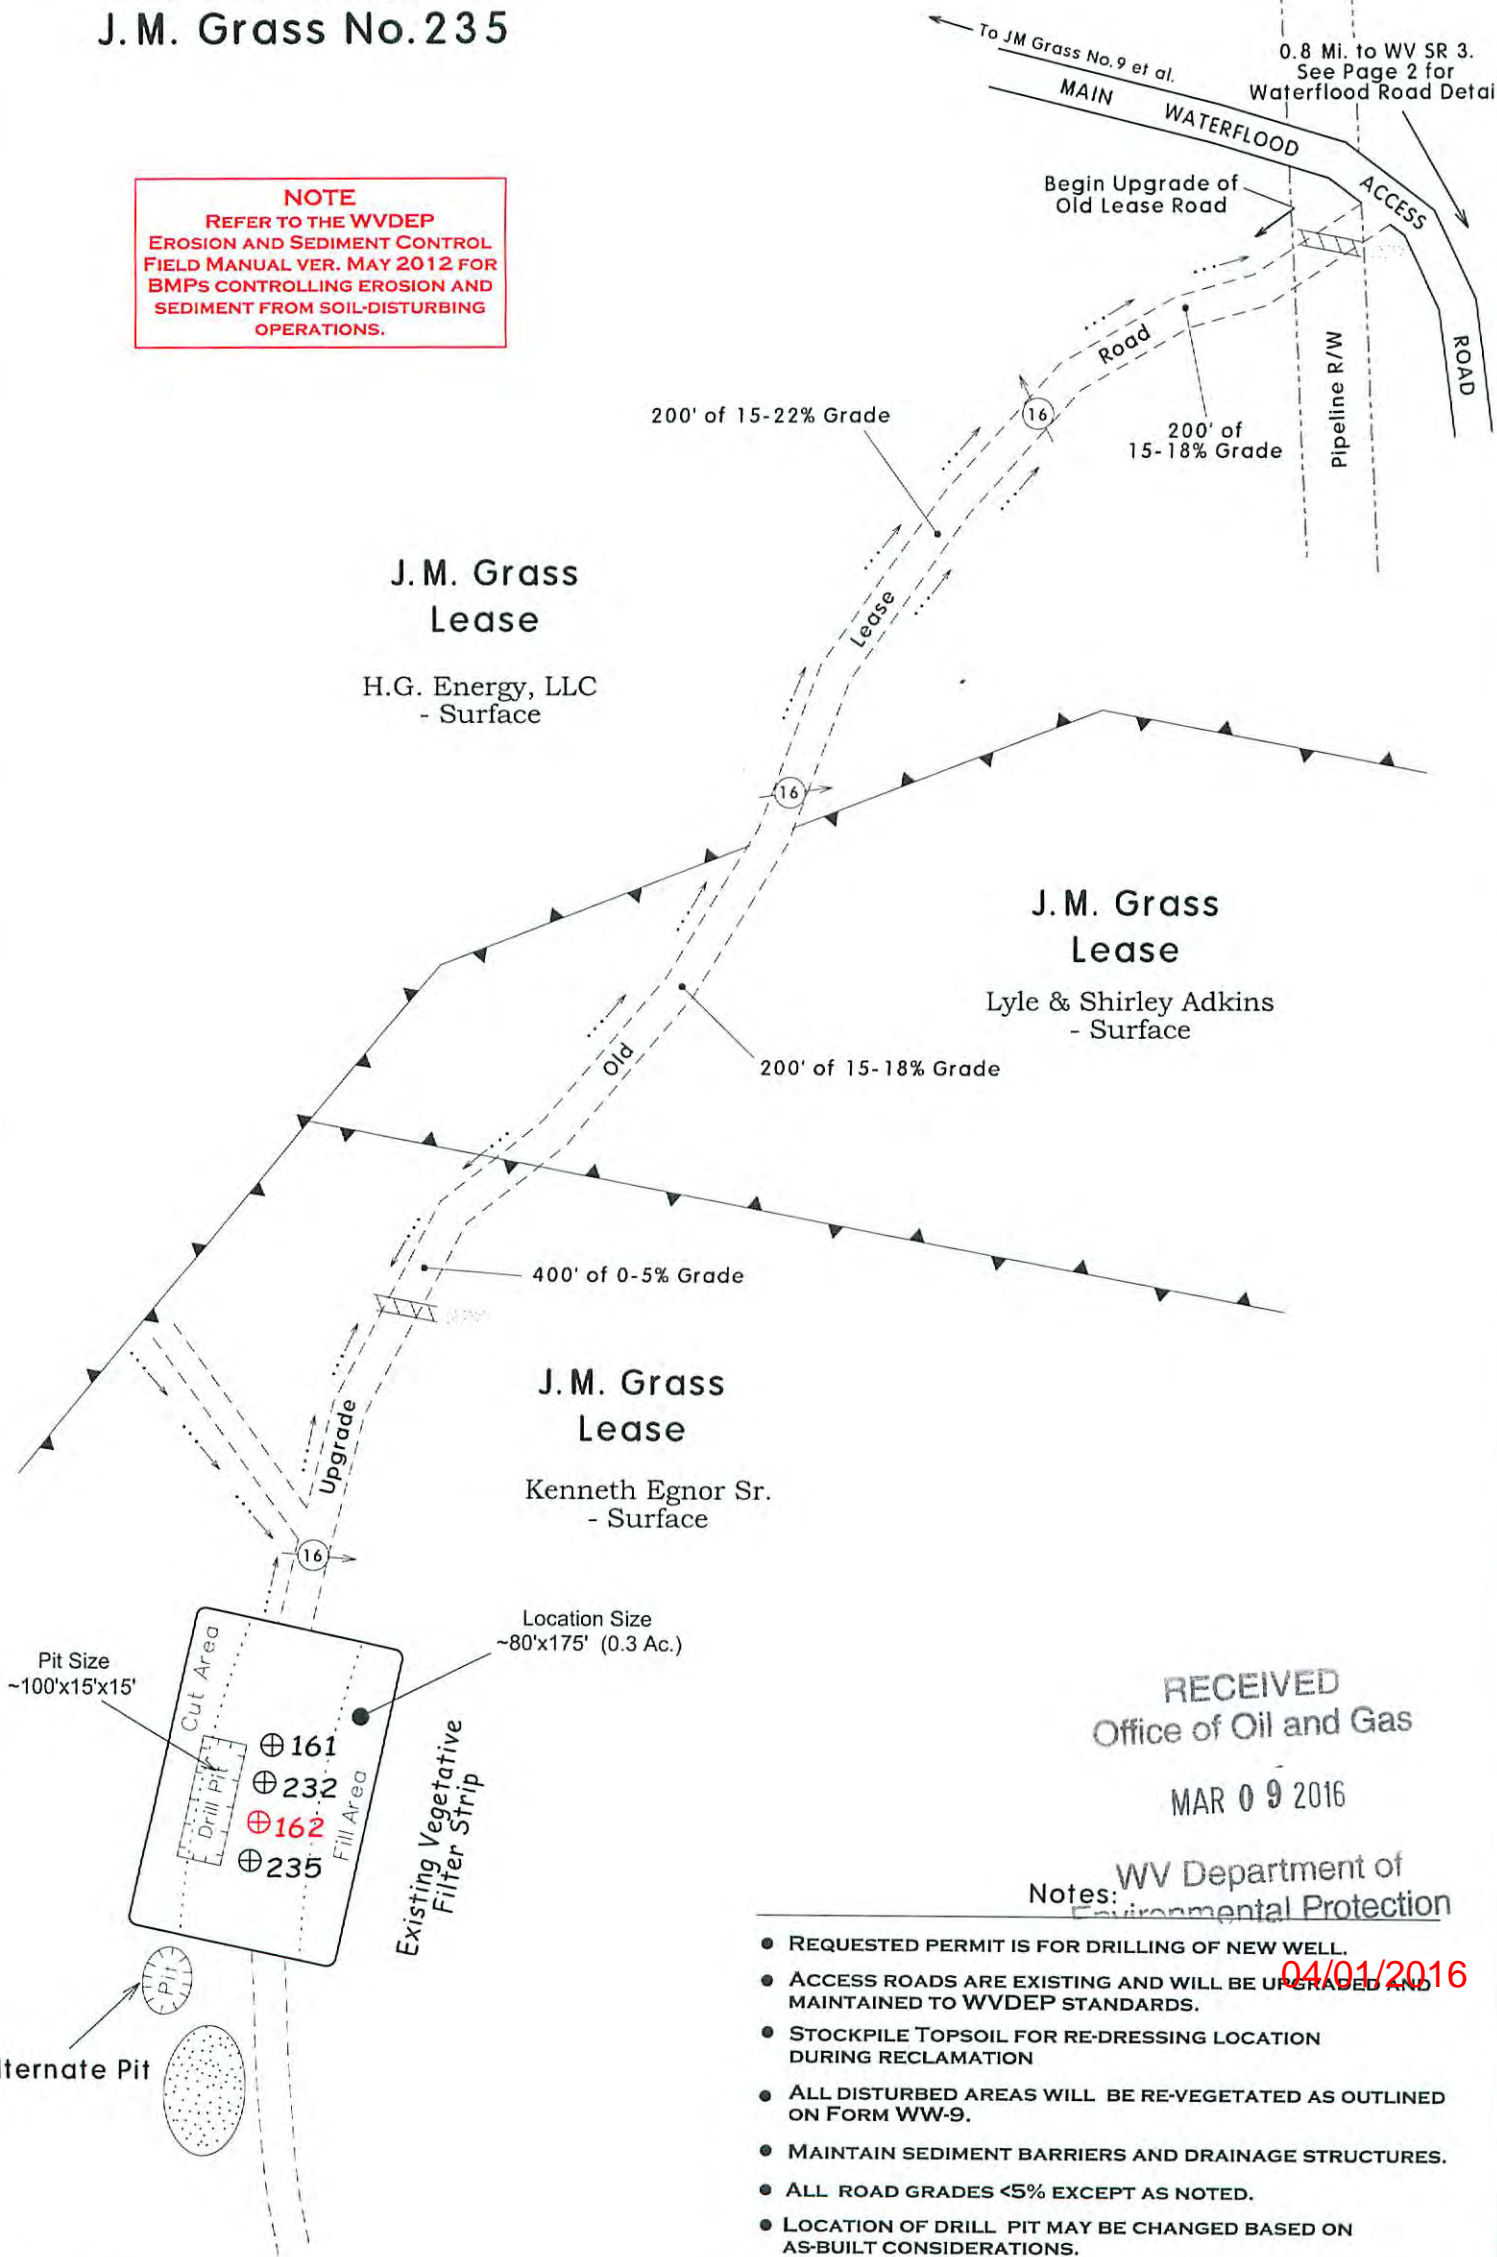 J.M. Grass No.235
To JM Grass No.9 et al.
0.8 Mi. to WV SR 3.
See Page 2 for
Waterflood Road Detai
MAIN WATERFLOOD ACCESS ROAD
NOTE
REFER TO THE WVDEP
EROSION AND SEDIMENT CONTROL
FIELD MANUAL VER. MAY 2012 FOR
BMPS CONTROLLING EROSION AND
SEDIMENT FROM SOIL-DISTURBING
OPERATIONS.
Begin Upgrade of
Old Lease Road
Road
Pipeline R/W
200' of 15-22% Grade
16
200' of
15-18% Grade
J.M. Grass
Lease
H.G. Energy, LLC
- Surface
Lease
16
J.M. Grass
Lease
Lyle & Shirley Adkins
- Surface
Old
200' of 15-18% Grade
400' of 0-5% Grade
J.M. Grass
Lease
Kenneth Egnor Sr.
- Surface
Upgrade
16
Location Size
~80'x175' (0.3 Ac.)
Pit Size
~100'x15'x15'
Cut Area
Drill Pit
161
232
162
235
Fill Area
Existing Vegetative
Filter Strip
Pit
lternate Pit
RECEIVED
Office of Oil and Gas
MAR 09 2016
WV Department of
Environmental Protection
Notes:
● REQUESTED PERMIT IS FOR DRILLING OF NEW WELL.
04/01/2016
● ACCESS ROADS ARE EXISTING AND WILL BE UPGRADED AND
MAINTAINED TO WVDEP STANDARDS.
● STOCKPILE TOPSOIL FOR RE-DRESSING LOCATION
DURING RECLAMATION
● ALL DISTURBED AREAS WILL BE RE-VEGETATED AS OUTLINED
ON FORM WW-9.
● MAINTAIN SEDIMENT BARRIERS AND DRAINAGE STRUCTURES.
● ALL ROAD GRADES <5% EXCEPT AS NOTED.
● LOCATION OF DRILL PIT MAY BE CHANGED BASED ON
AS-BUILT CONSIDERATIONS.